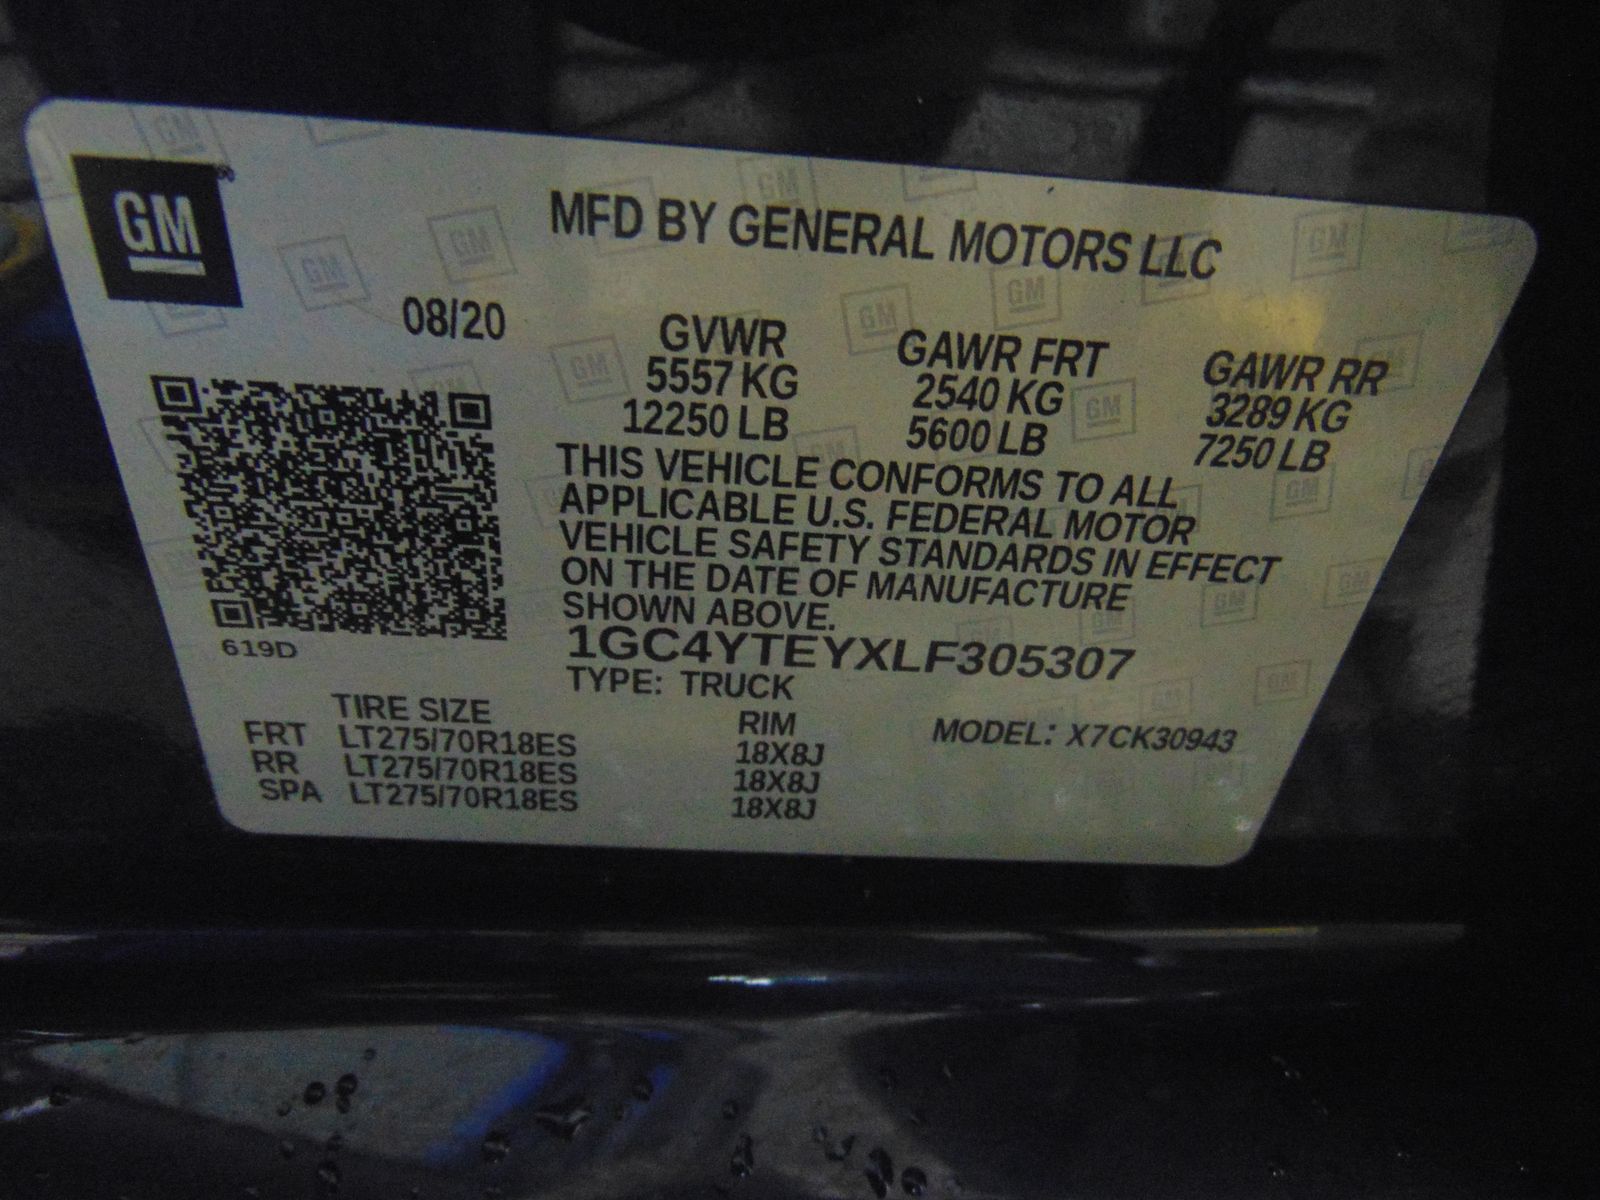 GM
MFD BY GENERAL MOTORS LLC
08/20
GVWR GAWR FRT GAWR RR
5557 KG 2540 KG 3289 KG
12250 LB 5600 LB 7250 LB
THIS VEHICLE CONFORMS TO ALL
APPLICABLE U.S. FEDERAL MOTOR
VEHICLE SAFETY STANDARDS IN EFFECT
ON THE DATE OF MANUFACTURE
SHOWN ABOVE.
619D
1GC4YTEYXLF305307
TYPE: TRUCK
TIRE SIZE RIM MODEL: X7CK30943
FRT LT275/70R18ES 18X8J
RR LT275/70R18ES 18X8J
SPA LT275/70R18ES 18X8J